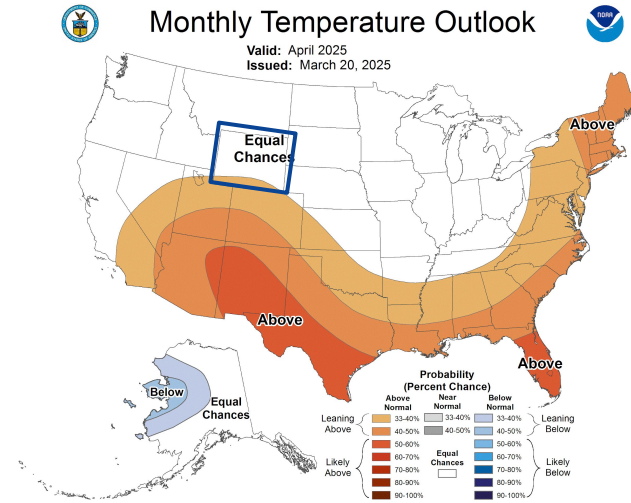 Monthly Temperature Outlook
NOAA
Valid: April 2025
Issued: March 20, 2025
Above
Equal
Chances
Above
Above
Below
Equal
Chances
Probability
(Percent Chance)
Above
Normal
Near
Normal
Below
Normal
Leaning
Above
33-40%
33-40%
33-40%
Leaning
Below
40-50%
40-50%
40-50%
50-60%
50-60%
Likely
Above
60-70%
Equal
Chances
60-70%
Likely
Below
70-80%
70-80%
80-90%
80-90%
90-100%
90-100%